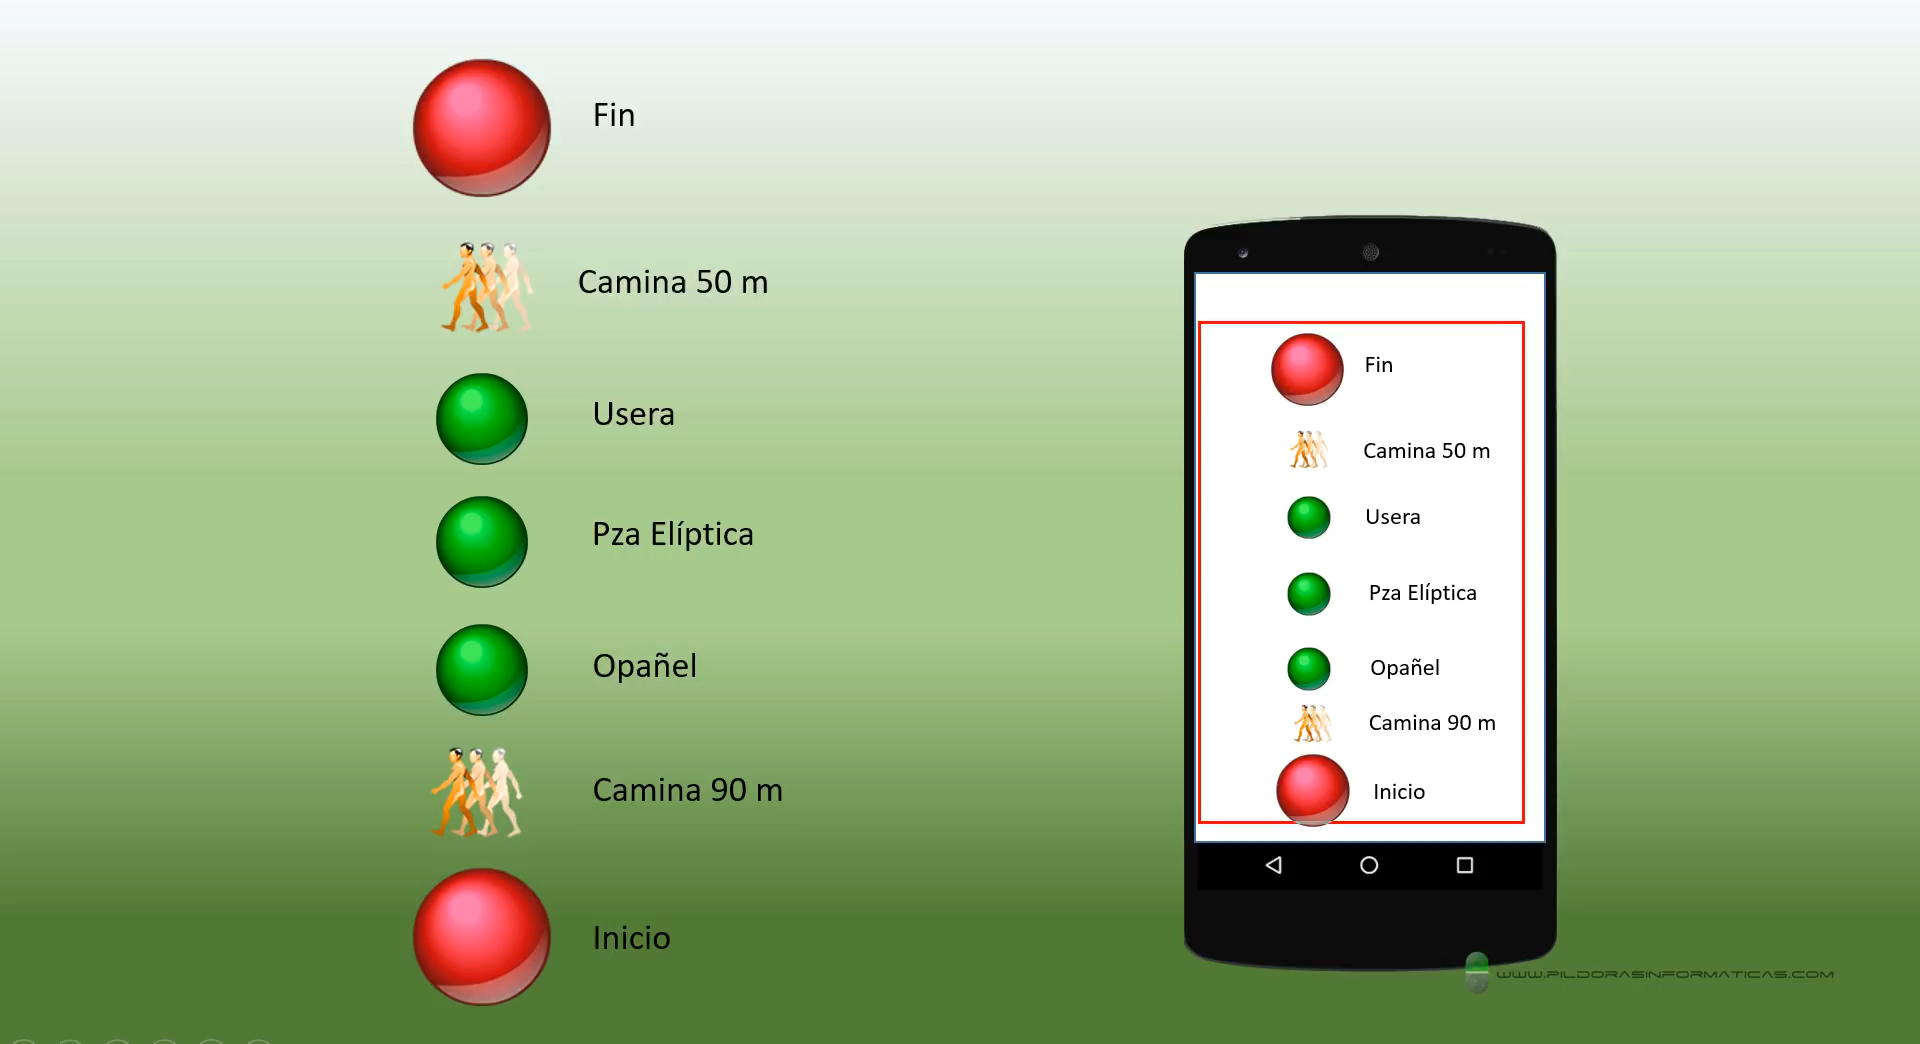 Fin
Camina 50 m
Usera
Pza Elíptica
Opañel
Camina 90 m
Inicio
Fin
Camina 50 m
Usera
Pza Elíptica
Opañel
Camina 90 m
Inicio
WWW.PILDORASINFORMATICAS.COM